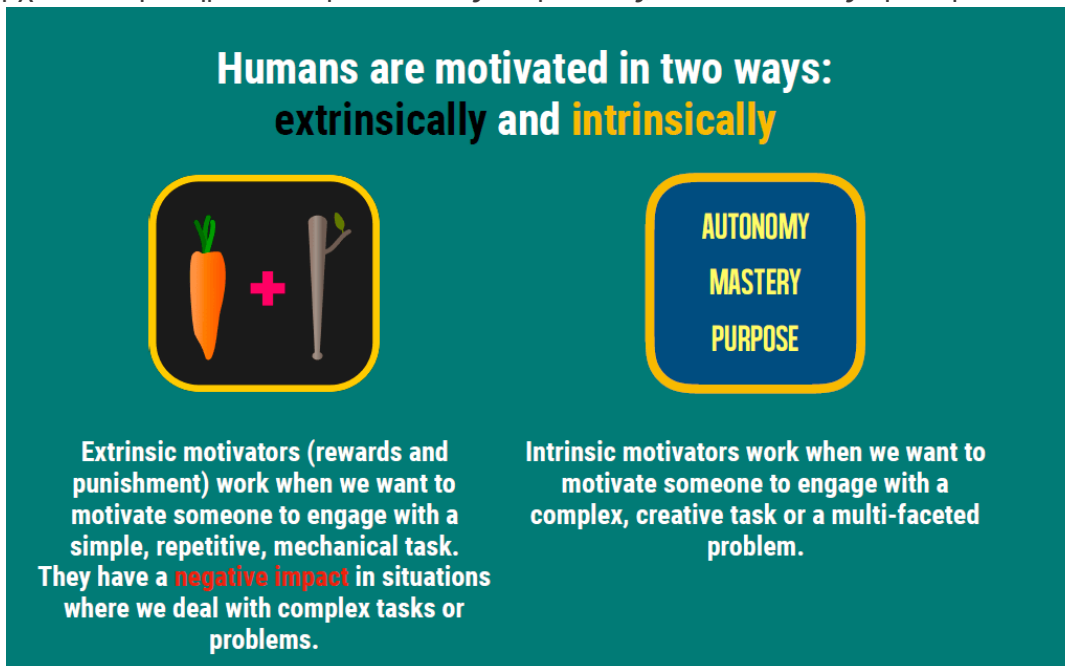 Humans are motivated in two ways:
extrinsically and intrinsically
AUTONOMY
MASTERY
PURPOSE
Extrinsic motivators (rewards and
punishment) work when we want to
motivate someone to engage with a
simple, repetitive, mechanical task.
They have a negative impact in situations
where we deal with complex tasks or
problems.
Intrinsic motivators work when we want to
motivate someone to engage with a
complex, creative task or a multi-faceted
problem.